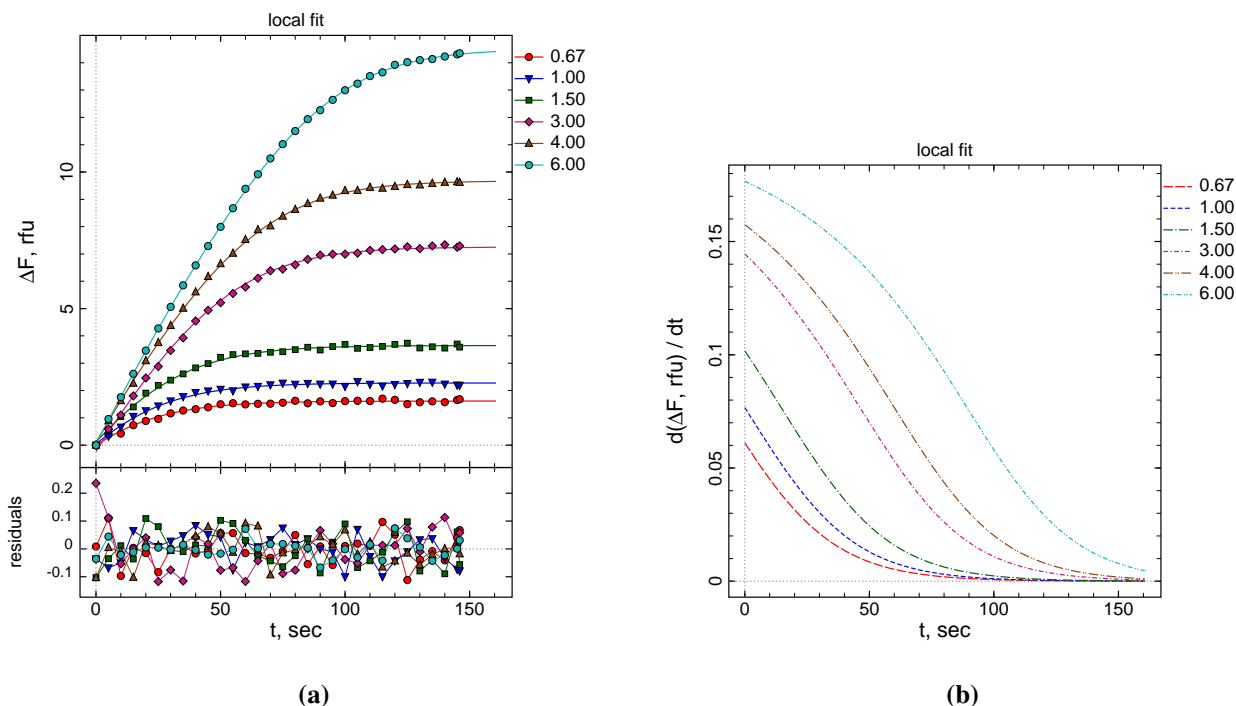 local fit
ΔF, rfu
10
5
0
0.67
1.00
1.50
3.00
4.00
6.00
residuals
0.2
0.1
0
-0.1
0 50 100 150
t, sec
(a)
local fit
d(ΔF, rfu) / dt
0.15
0.1
0.05
0
0.67
1.00
1.50
3.00
4.00
6.00
0 50 100 150
t, sec
(b)